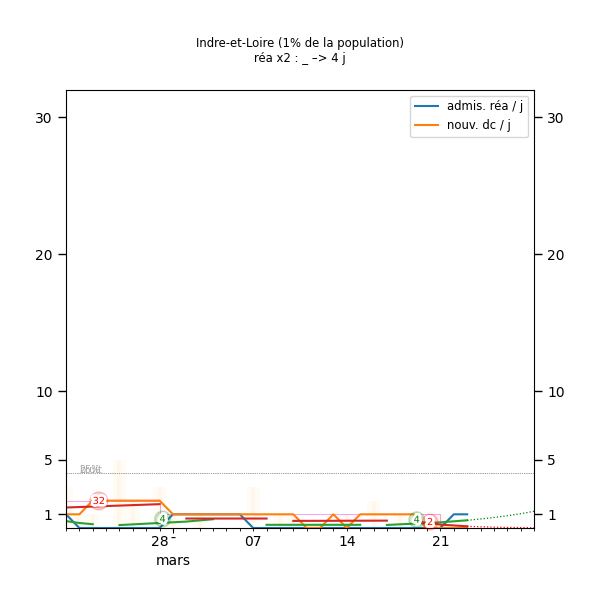 Indre-et-Loire (1% de la population)
réa x2 : _ –> 4 j
admis. réa / j
nouv. dc / j
30 30
20 20
10 10
5 5
1 1
32
4
4
2
28 07 14 21
mars